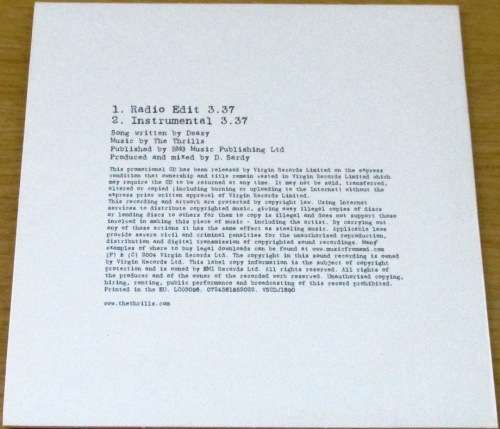 1. Radio Edit 3.37
2. Instrumental 3.37
Song written by Deasy
Music by The Thrills
Published by EMI Music Publishing Ltd
Produced and mixed by D. Sardy
This promotional CD has been released by Virgin Records Limited on the express
condition that ownership and title remain vested in Virgin Records Limited which
may require the CD to be returned at any time. It may not be sold, transferred,
altered or copied (including burning or uploading to the Internet) without the
express prior written approval of Virgin Records Limited.
This recording and artwork are protected by copyright law. Using Internet
services to distribute copyrighted music, giving away illegal copies of discs
or lending discs to others for them to copy is illegal and does not support those
involved in making this piece of music - including the artist. By carrying out
any of these actions it has the same effect as stealing music. Applicable laws
provide severe civil and criminal penalties for the unauthorised reproduction,
distribution and digital transmission of copyrighted sound recordings. Many
examples of where to buy legal downloads can be found at www.musicfromemi.com
(P) & (C) 2004 Virgin Records Ltd. The copyright in this sound recording is owned
by Virgin Records Ltd. This label copy information is the subject of copyright
protection and is owned by EMI Records Ltd. All rights reserved. All rights of
the producer and of the owner of the recorded work reserved. Unauthorised copying,
hiring, renting, public performance and broadcasting of this record prohibited.
Printed in the EU.
www.thethrills.com